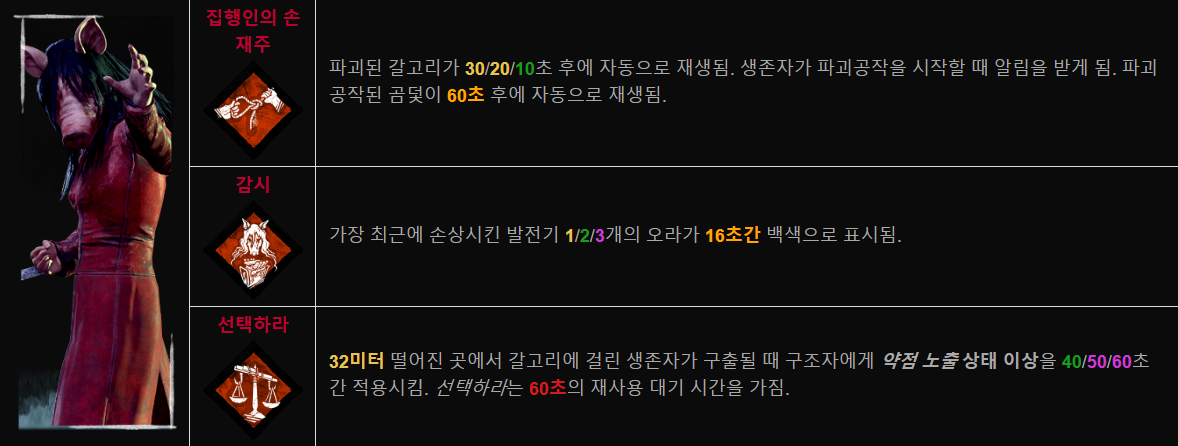 집행인의 손
재주
파괴된 갈고리가 30/20/10초 후에 자동으로 재생됨. 생존자가 파괴공작을 시작할 때 알림을 받게 됨. 파괴
공작된 곰덫이 60초 후에 자동으로 재생됨.
감시
가장 최근에 손상시킨 발전기 1/2/3개의 오라가 16초간 백색으로 표시됨.
선택하라
32미터 떨어진 곳에서 갈고리에 걸린 생존자가 구출될 때 구조자에게 약점 노출 상태 이상을 40/50/60초
간 적용시킴. 선택하라는 60초의 재사용 대기 시간을 가짐.